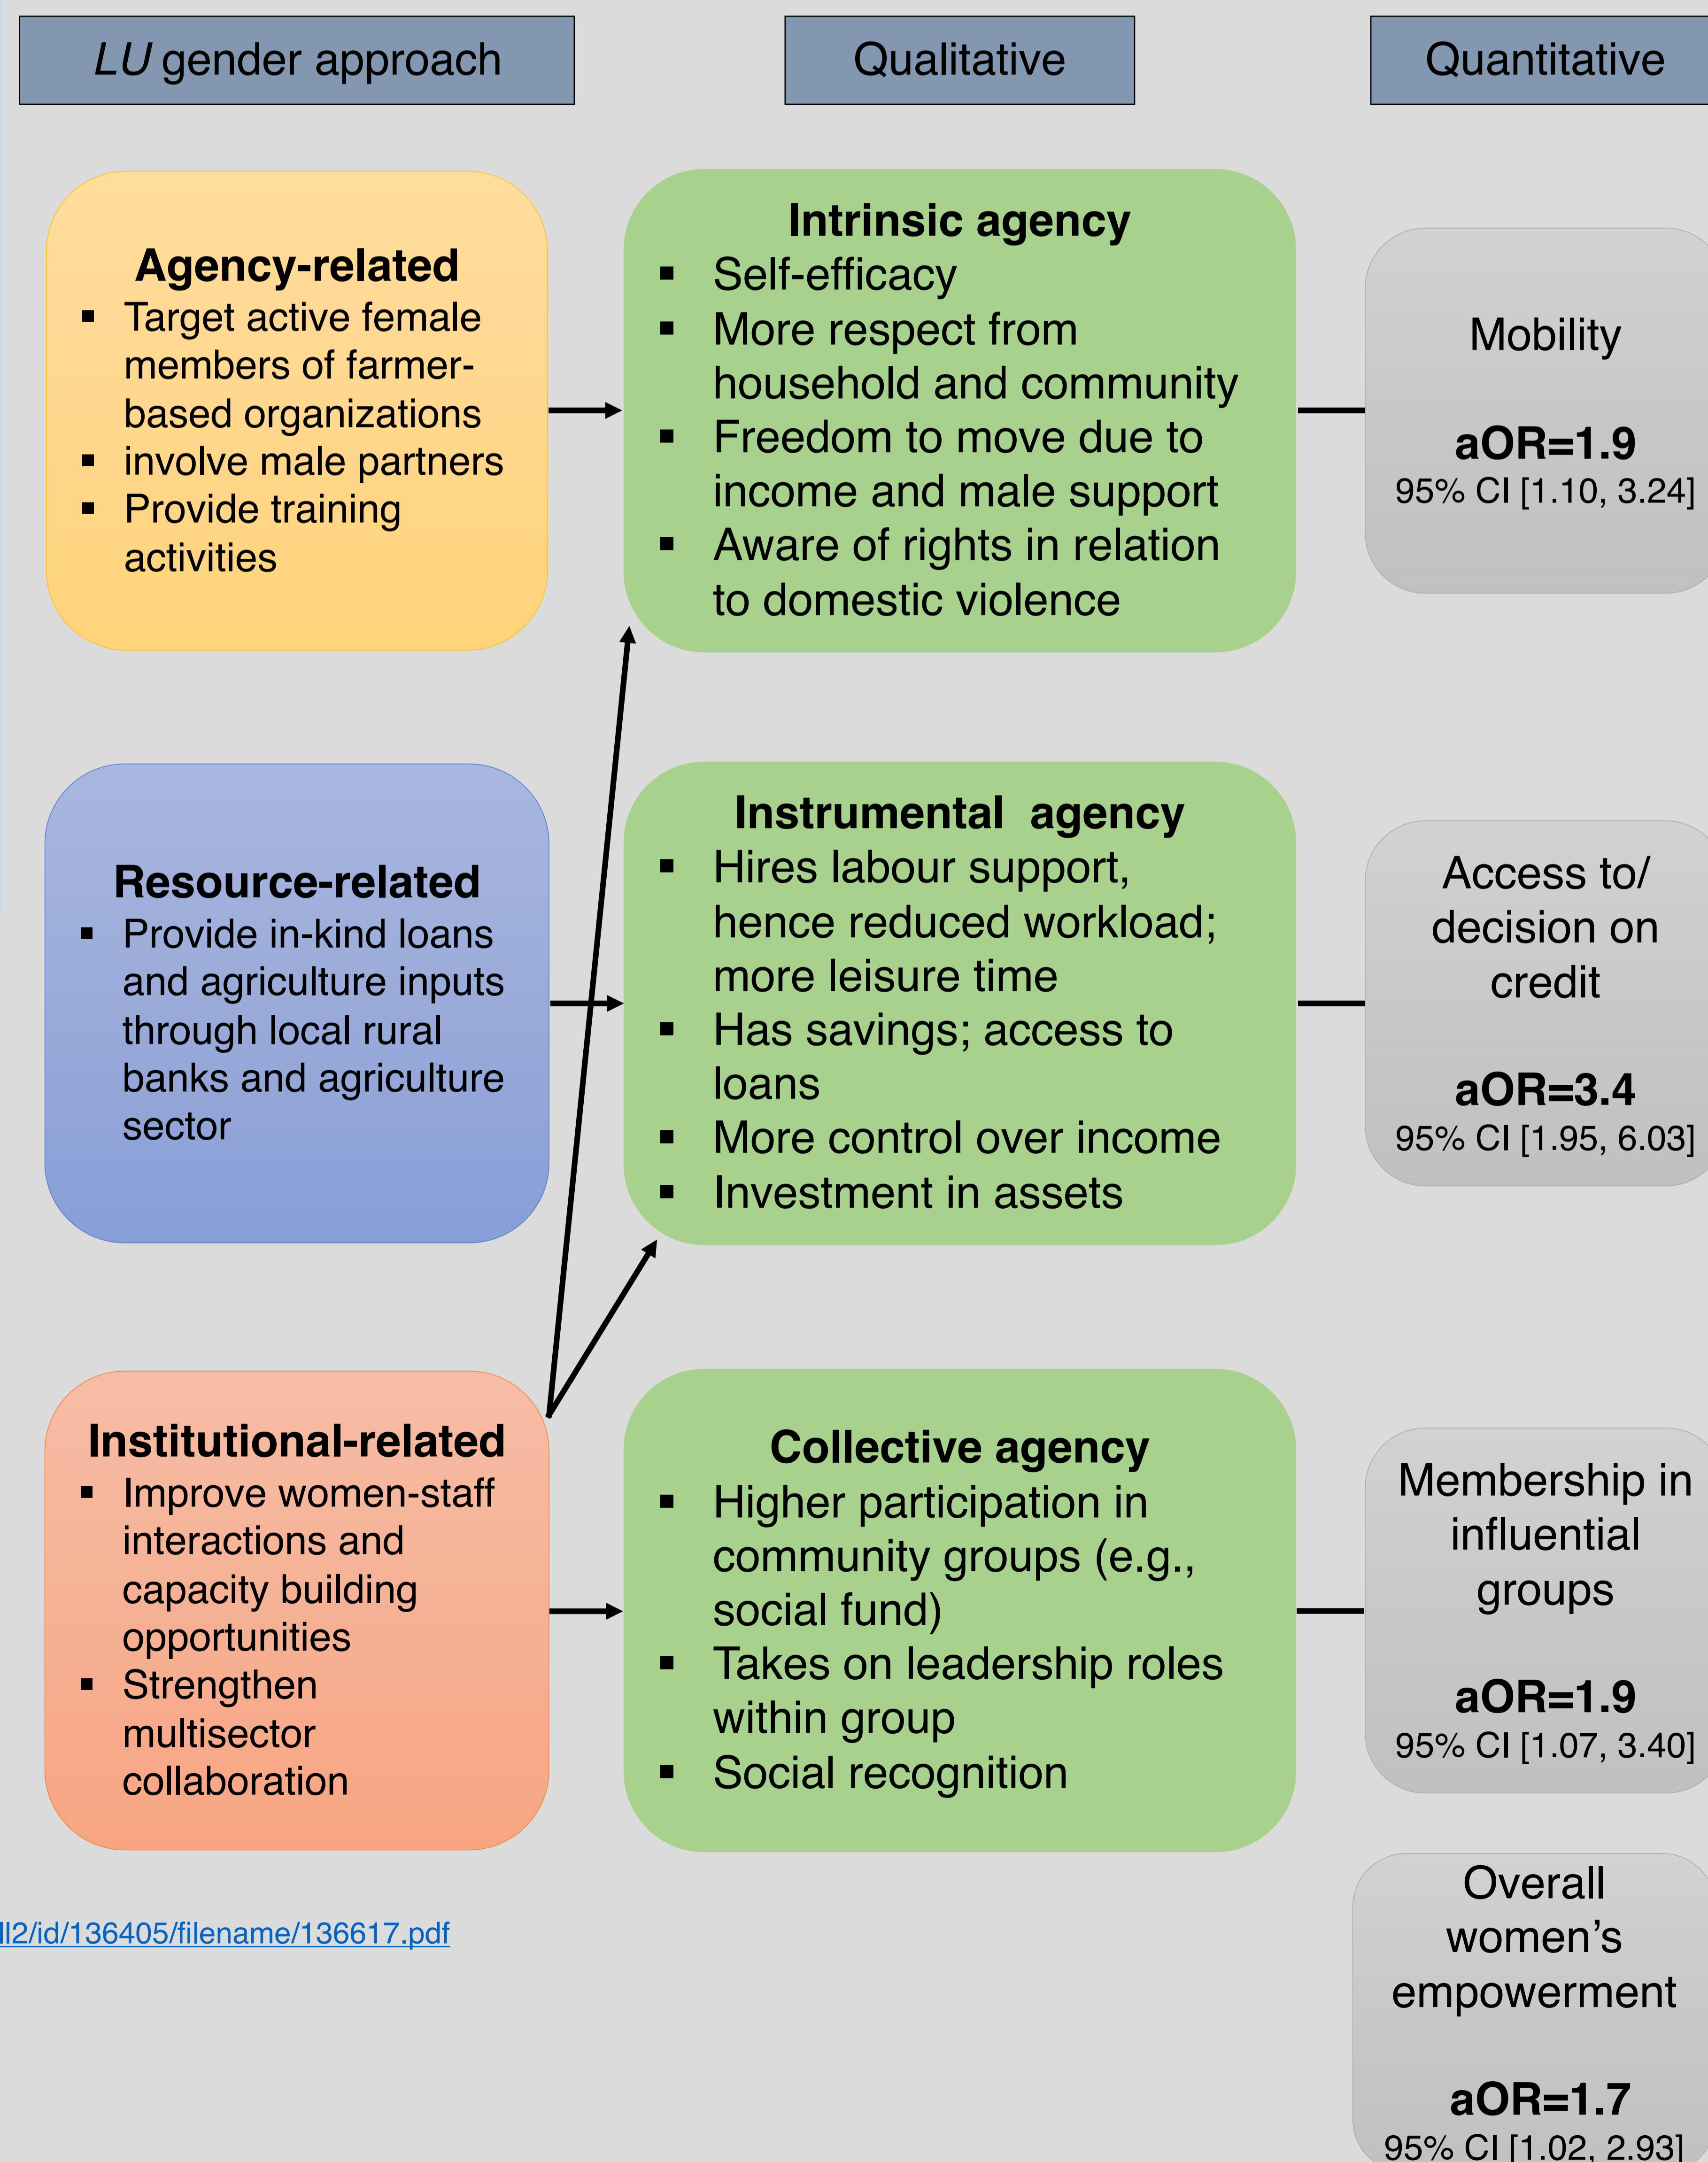 LU gender approach
Qualitative
Quantitative
Agency-related
▪ Target active female
members of farmer-
based organizations
▪ involve male partners
▪ Provide training
activities
Intrinsic agency
▪ Self-efficacy
▪ More respect from
household and community
▪ Freedom to move due to
income and male support
▪ Aware of rights in relation
to domestic violence
Mobility
aOR=1.9
95% CI [1.10, 3.24]
Resource-related
▪ Provide in-kind loans
and agriculture inputs
through local rural
banks and agriculture
sector
Instrumental agency
▪ Hires labour support,
hence reduced workload;
more leisure time
▪ Has savings; access to
loans
▪ More control over income
▪ Investment in assets
Access to/
decision on
credit
aOR=3.4
95% CI [1.95, 6.03]
Institutional-related
▪ Improve women-staff
interactions and
capacity building
opportunities
▪ Strengthen
multisector
collaboration
Collective agency
▪ Higher participation in
community groups (e.g.,
social fund)
▪ Takes on leadership roles
within group
▪ Social recognition
Membership in
influential
groups
aOR=1.9
95% CI [1.07, 3.40]
Overall
women's
empowerment
aOR=1.7
95% CI [1.02, 2.93]
ll2/id/136405/filename/136617.pdf